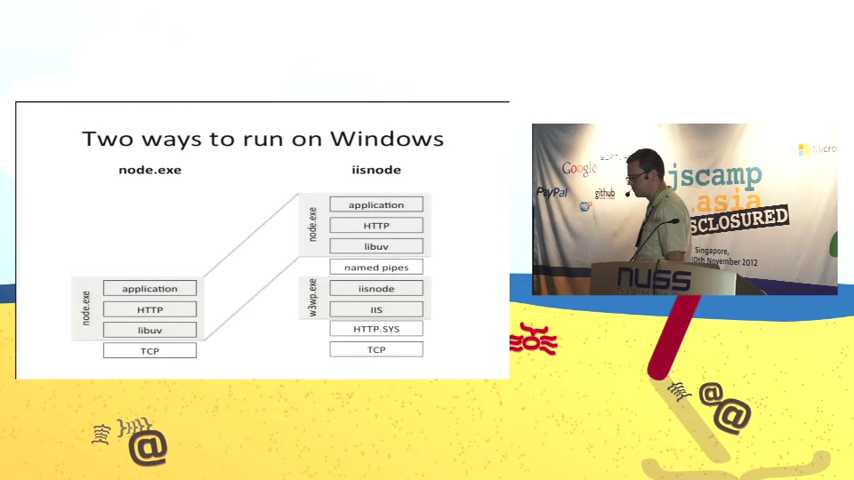 Two ways to run on Windows
node.exe
iisnode
node.exe
application
HTTP
libuv
TCP
node.exe
application
HTTP
libuv
named pipes
w3wp.exe
iisnode
IIS
HTTP.SYS
TCP
Google
PayPal
github
Micro
jscamp
.asia
SCLOSURED
Singapore,
November 2012
NUSS
@
@
@